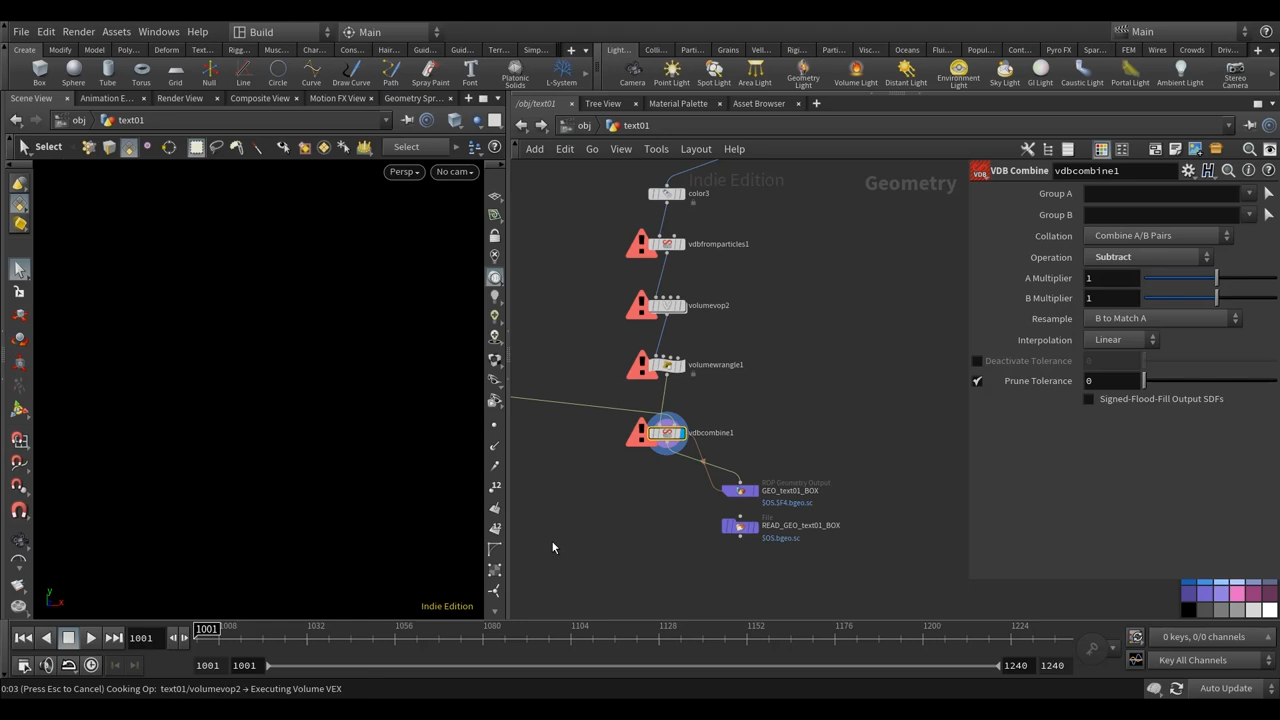 File Edit Render Assets Windows Help Build Main Main
Create Modify Model Poly... Deform Text... Rigg... Musc... Char... Cons... Hair... Guid... Guid... Terr... Simp... Light... Colli... Parti... Grains Vell... Rigi... Parti... Visc... Oceans Flui... Popul... Cont... Pyro FX Spar... FEM Wires Crowds Driv...
Box Sphere Tube Torus Grid Null Line Circle Curve Draw Curve Path Spray Paint Font Platonic Solids L-System Camera Point Light Spot Light Area Light Geometry Light Volume Light Distant Light Environment Light Sky Light GI Light Caustic Light Portal Light Ambient Light Stereo Camera
Scene View Animation E... Render View Composite View Motion FX View Geometry Spr... /obj/text01 Tree View Material Palette Asset Browser
obj text01 obj text01
Select Select Add Edit Go View Tools Layout Help
Persp No cam
Indie Edition Geometry
VDB VDB Combine vdbcombine1
Group A
Group B
Collation Combine A/B Pairs
Operation Subtract
A Multiplier 1
B Multiplier 1
Resample B to Match A
Interpolation Linear
Deactivate Tolerance 0
Prune Tolerance 0
Signed-Flood-Fill Output SDFs
color3
vdbfromparticles1
volumevop2
volumewrangle1
vdbcombine1
ROP Geometry Output
GEO_text01_BOX
$OS.$F4.bgeo.sc
File
READ_GEO_text01_BOX
$OS.bgeo.sc
12
12
y
x
Indie Edition
1001 1001 1008 1032 1056 1080 1104 1128 1152 1176 1200 1224 0 keys, 0/0 channels
1001 1001 1240 1240 Key All Channels
0:03 (Press Esc to Cancel) Cooking Op: text01/volumevop2 → Executing Volume VEX Auto Update